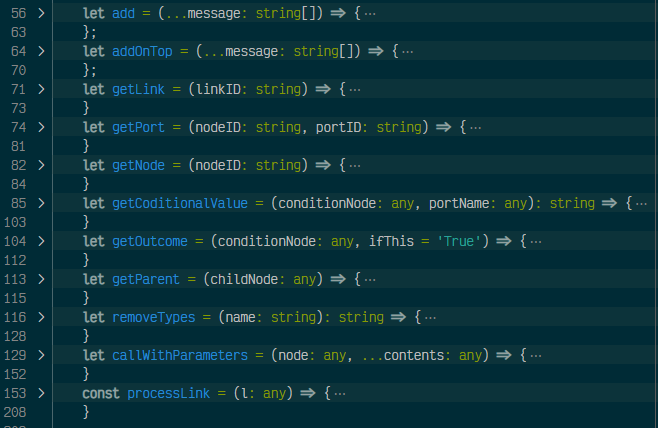 56 > let add = (...message: string[]) => {···
63 };
64 > let addOnTop = (...message: string[]) => {···
70 };
71 > let getLink = (linkID: string) => {···
73 }
74 > let getPort = (nodeID: string, portID: string) => {···
81 }
82 > let getNode = (nodeID: string) => {···
84 }
85 > let getCoditionalValue = (conditionNode: any, portName: any): string => {···
103 }
104 > let getOutcome = (conditionNode: any, ifThis = 'True') => {···
112 }
113 > let getParent = (childNode: any) => {···
115 }
116 > let removeTypes = (name: string): string => {···
128 }
129 > let callWithParameters = (node: any, ...contents: any) => {···
152 }
153 > const processLink = (l: any) => {···
208 }